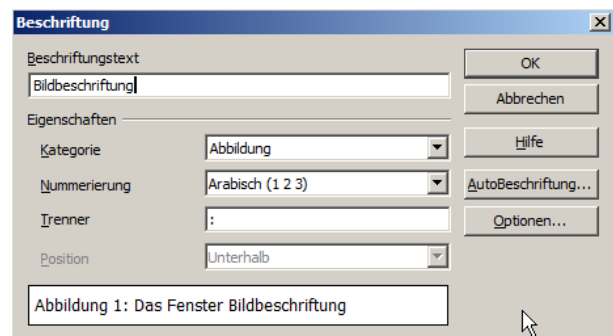 Beschriftung
Beschriftungstext
OK
Bildbeschriftung
Abbrechen
Eigenschaften
Hilfe
Kategorie
Abbildung
Nummerierung
Arabisch (1 2 3)
AutoBeschriftung...
Trenner
:
Optionen...
Position
Unterhalb
Abbildung 1: Das Fenster Bildbeschriftung